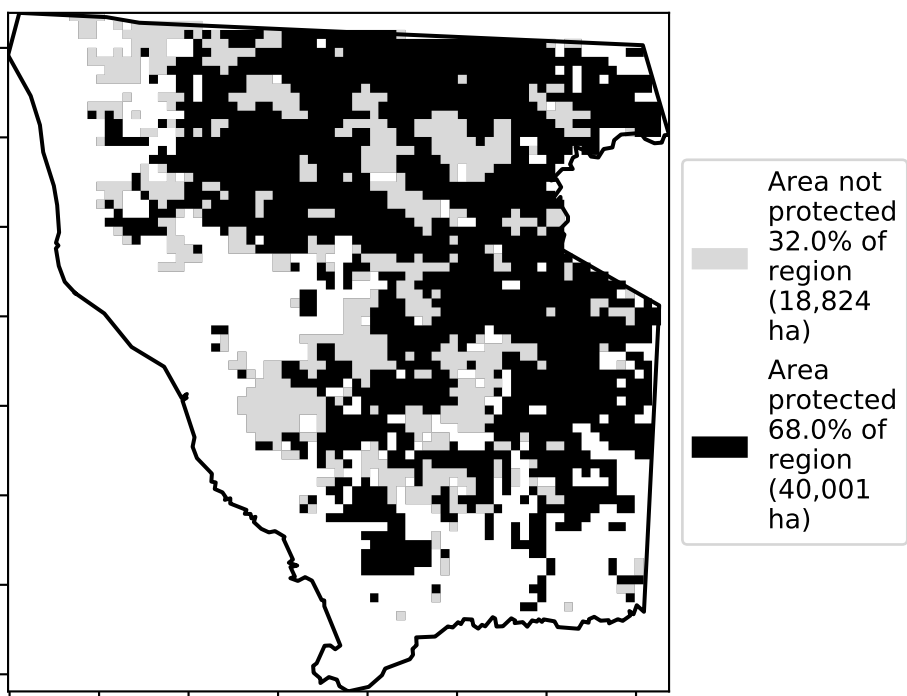 Area not
protected
32.0% of
region
(18,824
ha)
Area
protected
68.0% of
region
(40,001
ha)